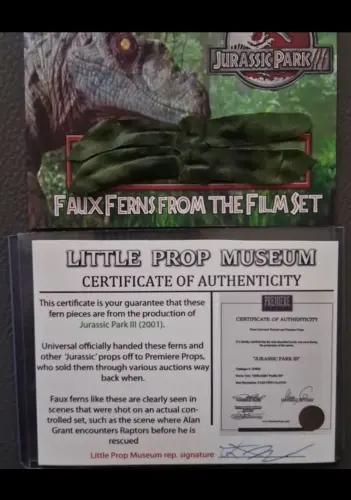 JURASSIC PARK III
FAUX FERNS FROM THE FILM SET
LITTLE PROP MUSEUM
CERTIFICATE OF AUTHENTICITY
This certificate is your guarantee that these
fern pieces are from the production of
Jurassic Park III (2001).
Universal officially handed these ferns and
other 'Jurassic' props off to Premiere Props,
who sold them through various auctions way
back when.
Faux ferns like these are clearly seen in
scenes that were shot on an actual con-
trolled set, such as the scene where Alan
Grant encounters Raptors before he is
rescued
Little Prop Museum rep. signature
PREMIERE
CERTIFICATE OF AUTHENTICITY
"JURASSIC PARK III"